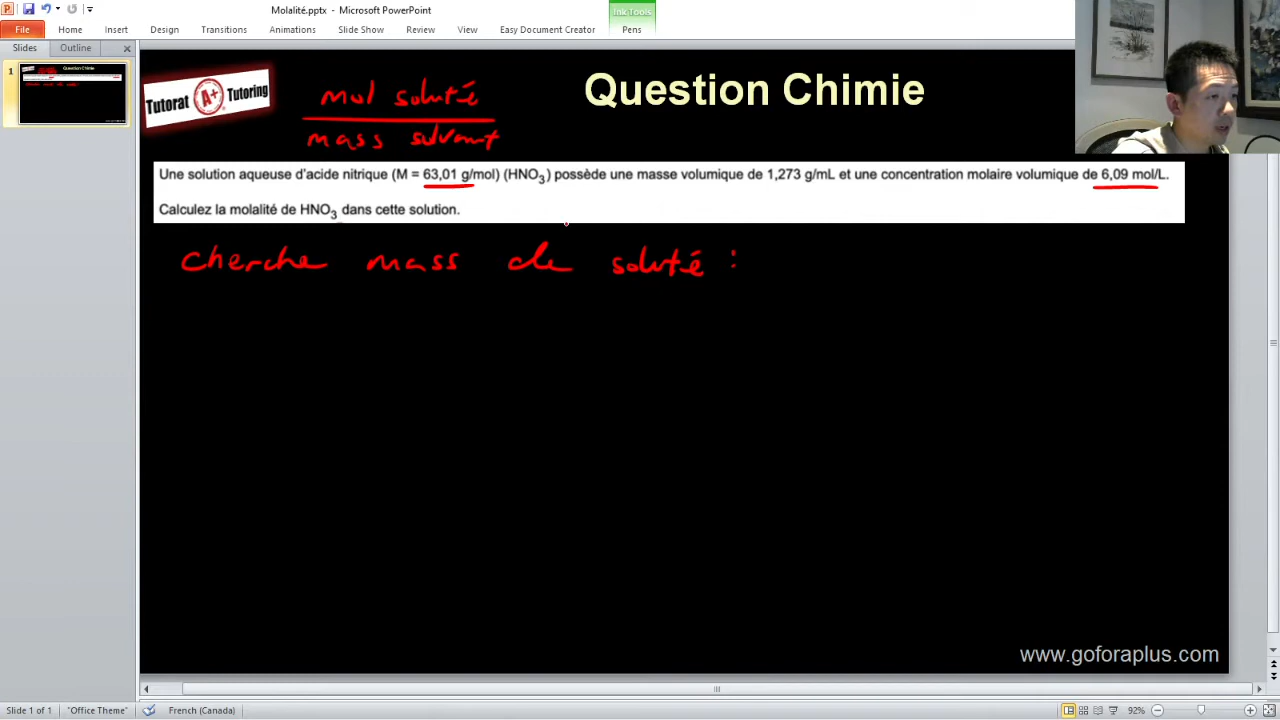 Molalité.pptx - Microsoft PowerPoint
Ink Tools
File Home Insert Design Transitions Animations Slide Show Review View Easy Document Creator Pens
Slides Outline
1
Tutorat A+ Tutoring
Question Chimie
mol soluté
mass solvant
Une solution aqueuse d'acide nitrique (M = 63,01 g/mol) (HNO3) possède une masse volumique de 1,273 g/mL et une concentration molaire volumique de 6,09 mol/L.
Calculez la molalité de HNO3 dans cette solution.
cherche mass de soluté :
www.goforaplus.com
Slide 1 of 1 "Office Theme" French (Canada) 92%